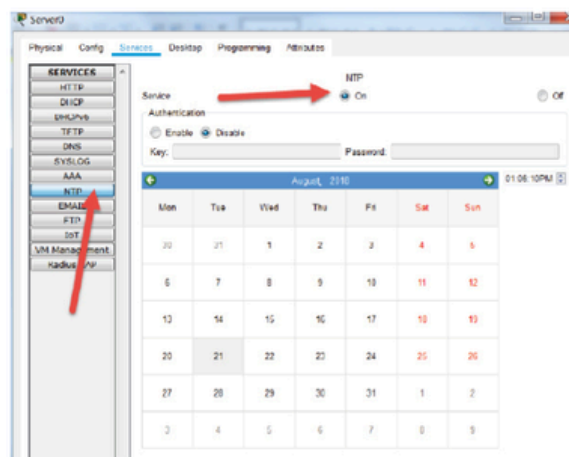 Server0
Physical Config Services Desktop Programming Attributes
SERVICES
HTTP
DHCP
DHCPv6
TFTP
DNS
SYSLOG
AAA
NTP
EMAIL
FTP
IoT
VM Management
Radius EAP
NTP
Service On Off
Authentication
Enable Disable
Key: Password:
August, 2018 01:06:10PM
Mon Tue Wed Thu Fri Sat Sun
30 31 1 2 3 4 5
6 7 8 9 10 11 12
13 14 15 16 17 18 19
20 21 22 23 24 25 26
27 28 29 30 31 1 2
3 4 5 6 7 8 9